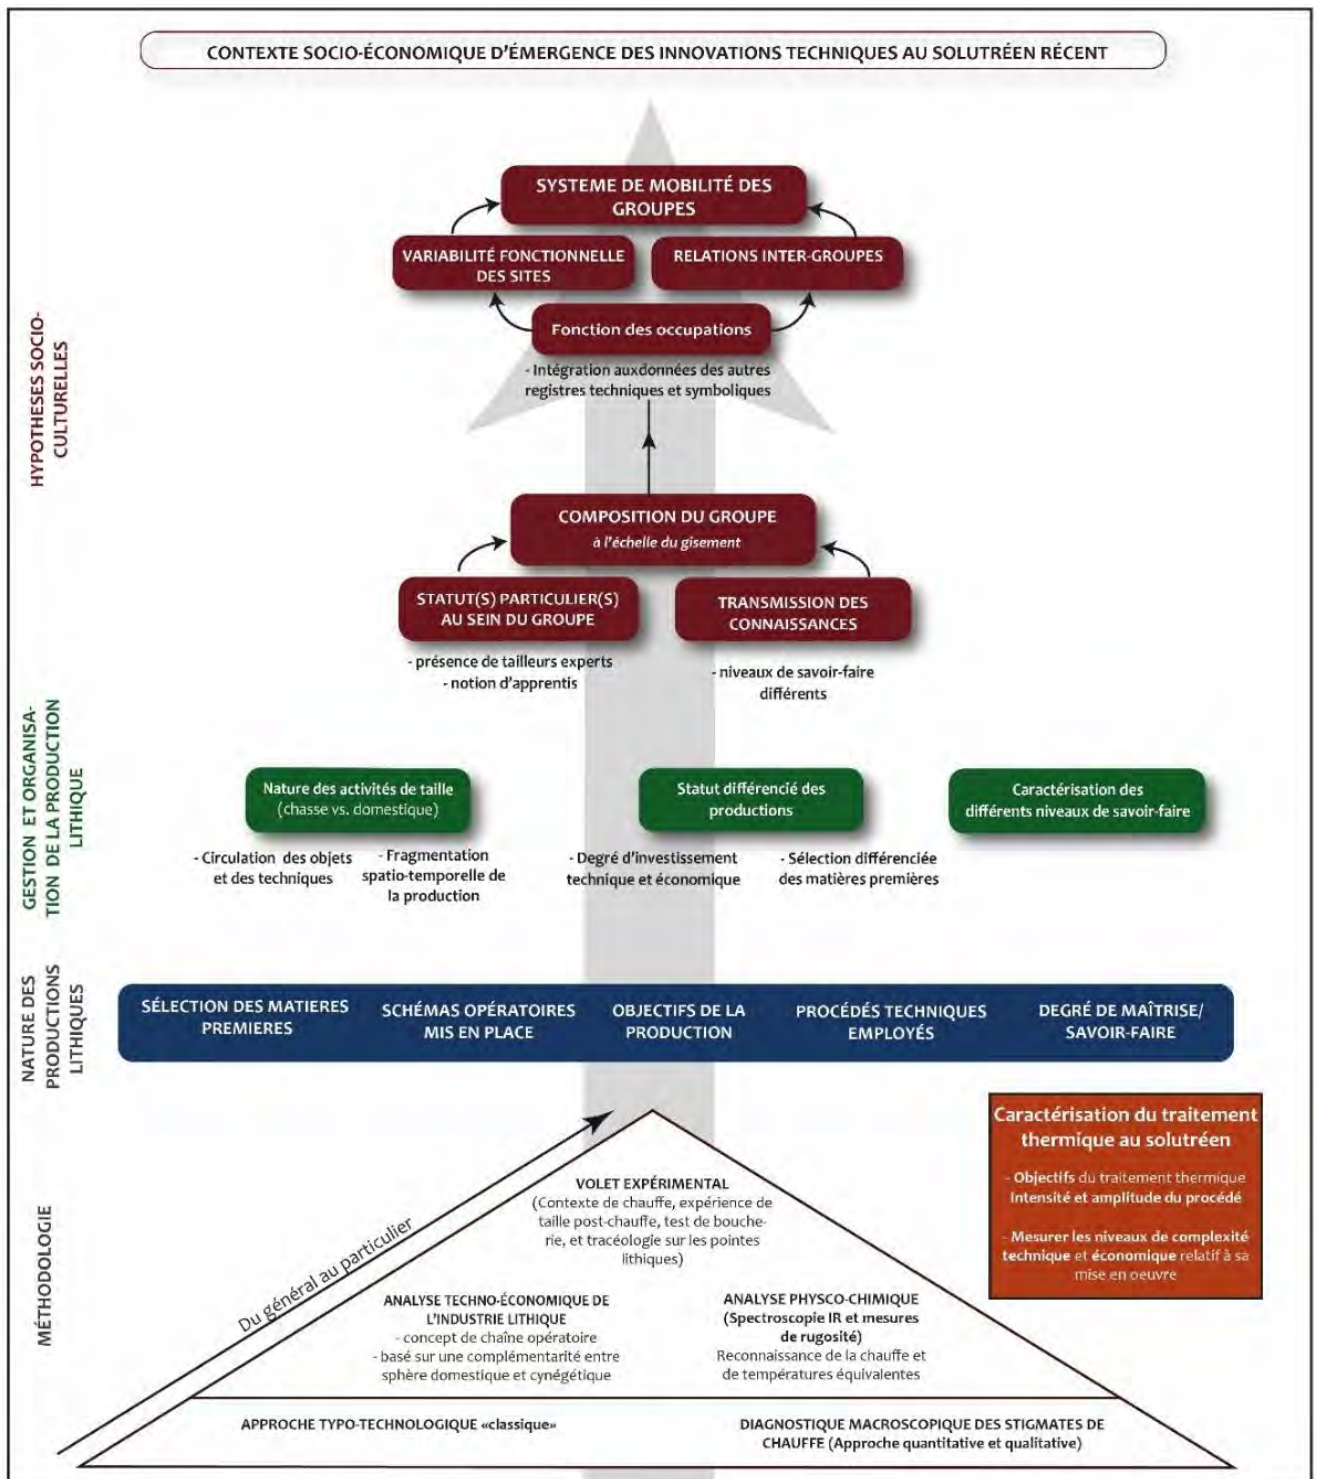 CONTEXTE SOCIO-ÉCONOMIQUE D'ÉMERGENCE DES INNOVATIONS TECHNIQUES AU SOLUTRÉEN RÉCENT
HYPOTHESES SOCIO-
CULTURELLES
SYSTEME DE MOBILITÉ DES
GROUPES
VARIABILITÉ FONCTIONNELLE
DES SITES
RELATIONS INTER-GROUPES
Fonction des occupations
- Intégration auxdonnées des autres
registres techniques et symboliques
COMPOSITION DU GROUPE
à l'échelle du gisement
STATUT(S) PARTICULIER(S)
AU SEIN DU GROUPE
TRANSMISSION DES
CONNAISSANCES
- présence de tailleurs experts
- notion d'apprentis
- niveaux de savoir-faire
différents
GESTION ET ORGANISA-
TION DE LA PRODUCTION
LITHIQUE
Nature des activités de taille
(chasse vs. domestique)
Statut différencié des
productions
Caractérisation des
différents niveaux de savoir-faire
- Circulation des objets
et des techniques
- Fragmentation
spatio-temporelle de
la production
- Degré d'investissement
technique et économique
- Sélection différenciée
des matières premières
NATURE DES
PRODUCTIONS
LITHIQUES
SÉLECTION DES MATIERES
PREMIERES
SCHÉMAS OPÉRATOIRES
MIS EN PLACE
OBJECTIFS DE LA
PRODUCTION
PROCÉDÉS TECHNIQUES
EMPLOYÉS
DEGRÉ DE MAÎTRISE/
SAVOIR-FAIRE
Caractérisation du traitement
thermique au solutréen
- Objectifs du traitement thermique
Intensité et amplitude du procédé
- Mesurer les niveaux de complexité
technique et économique relatif à sa
mise en oeuvre
MÉTHODOLOGIE
Du général au particulier
VOLET EXPÉRIMENTAL
(Contexte de chauffe, expérience de
taille post-chauffe, test de bouche-
rie, et tracéologie sur les pointes
lithiques)
ANALYSE TECHNO-ÉCONOMIQUE DE
L'INDUSTRIE LITHIQUE
- concept de chaîne opératoire
- basé sur une complémentarité entre
sphère domestique et cynégétique
ANALYSE PHYSCO-CHIMIQUE
(Spectroscopie IR et mesures
de rugosité)
Reconnaissance de la chauffe et
de températures équivalentes
APPROCHE TYPO-TECHNOLOGIQUE «classique»
DIAGNOSTIQUE MACROSCOPIQUE DES STIGMATES DE
CHAUFFE (Approche quantitative et qualitative)